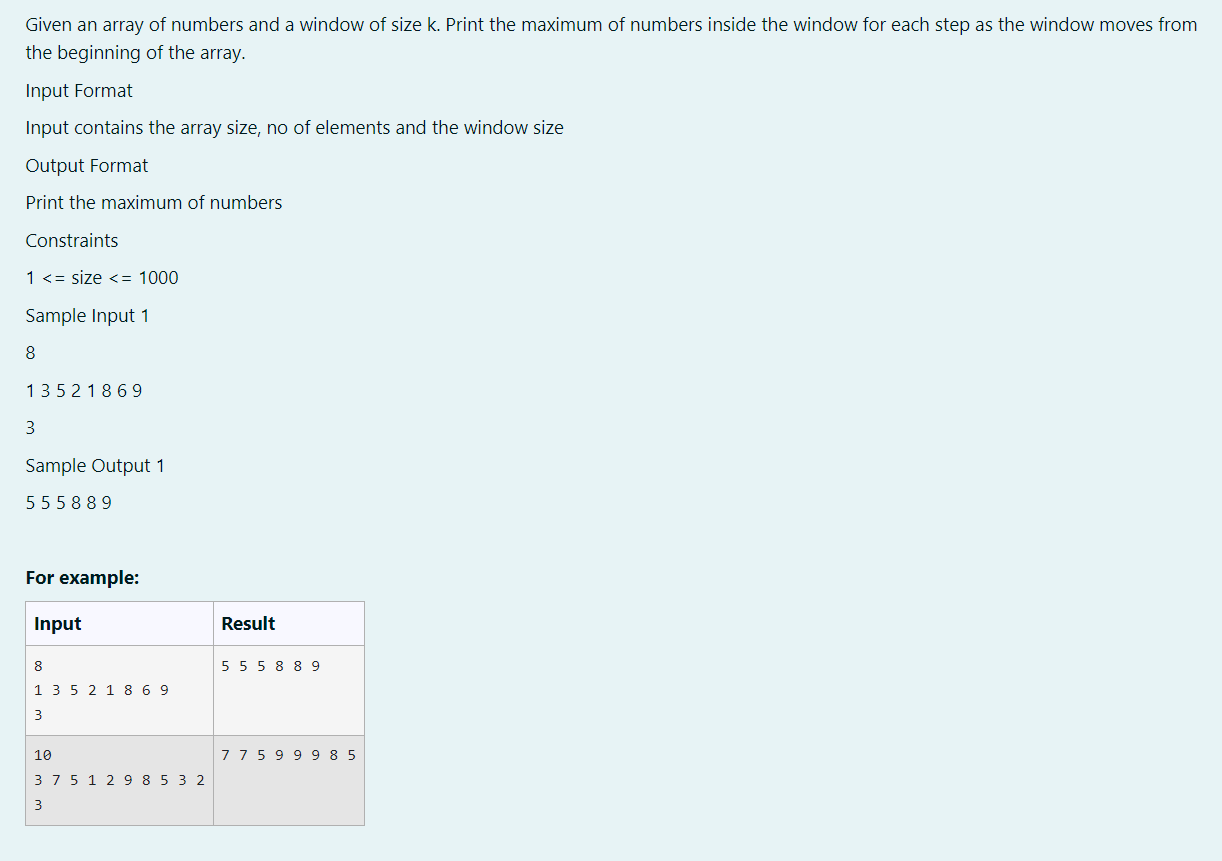 Given an array of numbers and a window of size k. Print the maximum of numbers inside the window for each step as the window moves from
the beginning of the array.
Input Format
Input contains the array size, no of elements and the window size
Output Format
Print the maximum of numbers
Constraints
1 <= size <= 1000
Sample Input 1
8
1 3 5 2 1 8 6 9
3
Sample Output 1
5 5 5 8 8 9
For example:
Input Result
8 5 5 5 8 8 9
1 3 5 2 1 8 6 9
3
10 7 7 5 9 9 9 8 5
3 7 5 1 2 9 8 5 3 2
3